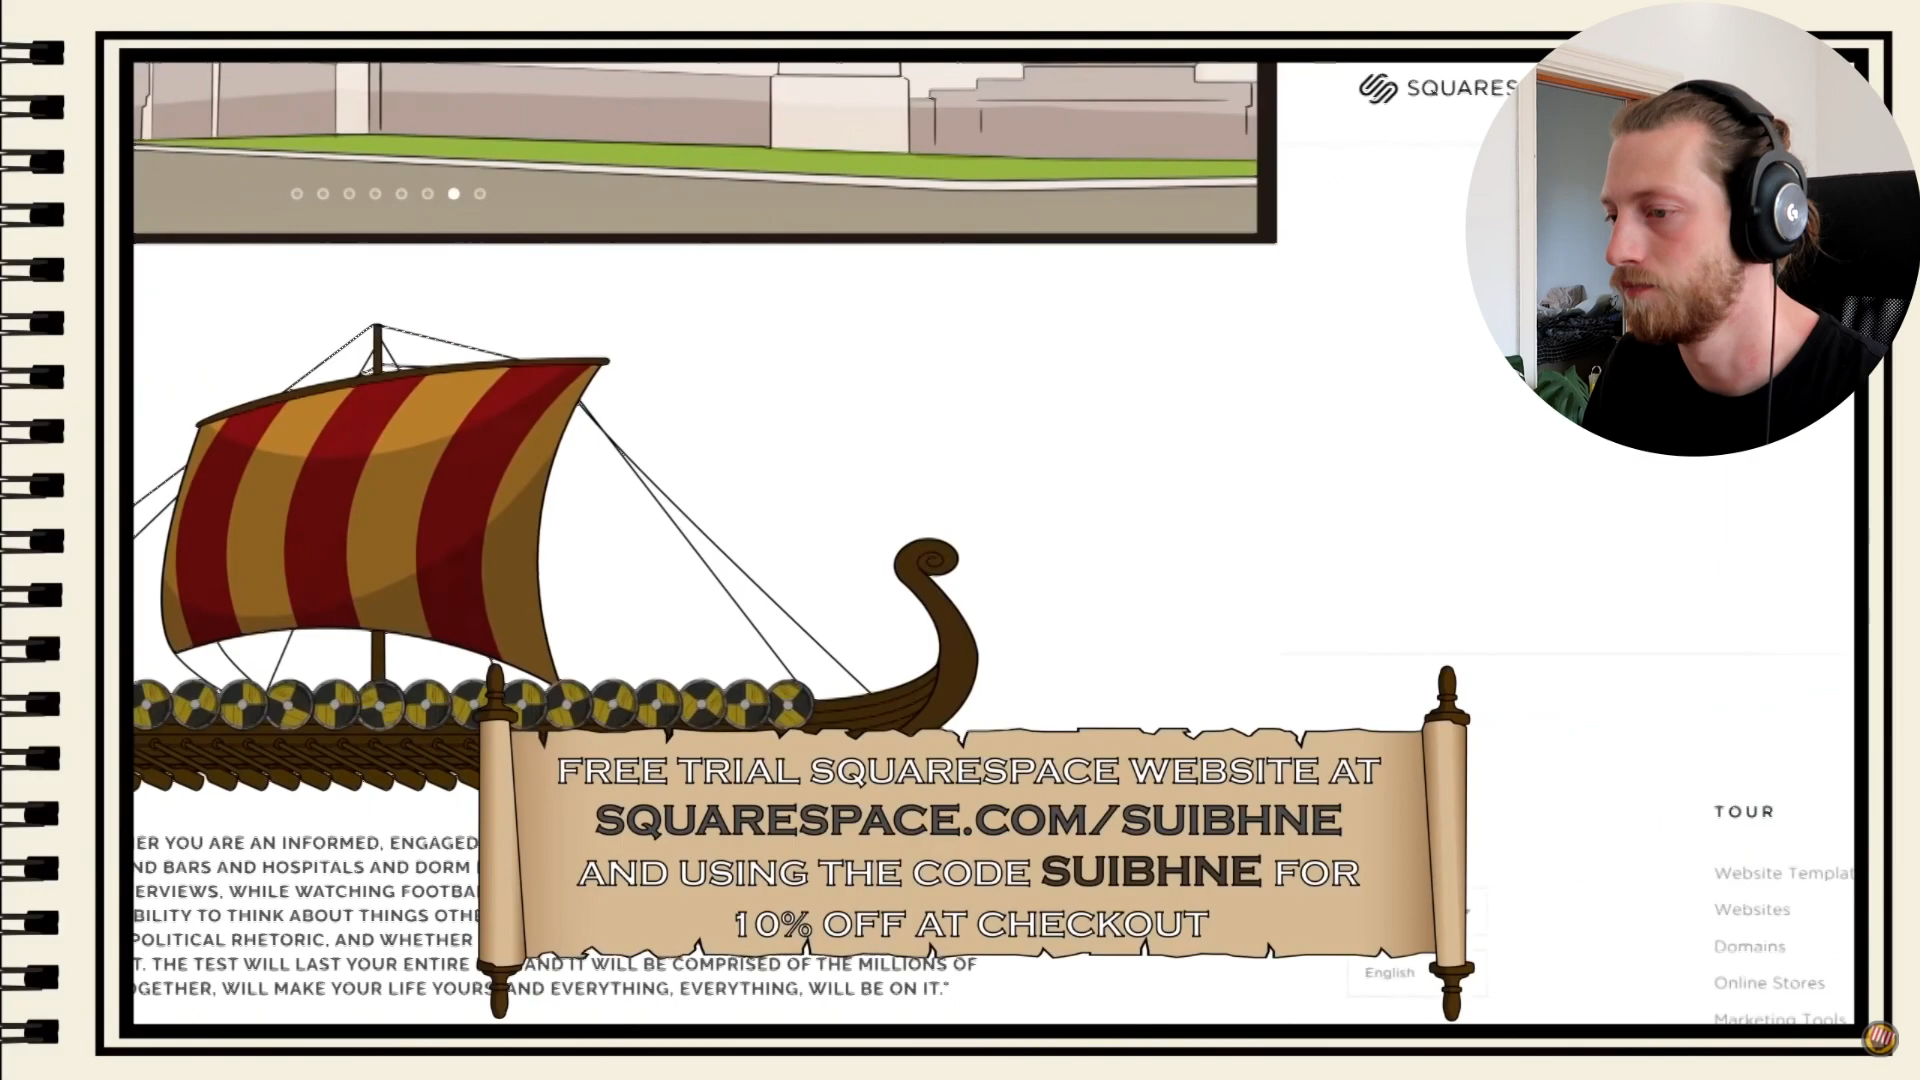 SQUARES
FREE TRIAL SQUARESPACE WEBSITE AT
SQUARESPACE.COM/SUIBHNE
AND USING THE CODE SUIBHNE FOR
10% OFF AT CHECKOUT
ER YOU ARE AN INFORMED, ENGAGED
ND BARS AND HOSPITALS AND DORM
ERVIEWS, WHILE WATCHING FOOTBA
BILITY TO THINK ABOUT THINGS OTHE
POLITICAL RHETORIC, AND WHETHER
T. THE TEST WILL LAST YOUR ENTIRE AND IT WILL BE COMPRISED OF THE MILLIONS OF
OGETHER, WILL MAKE YOUR LIFE YOURS AND EVERYTHING, EVERYTHING, WILL BE ON IT."
English
TOUR
Website Templat
Websites
Domains
Online Stores
Marketing Tools